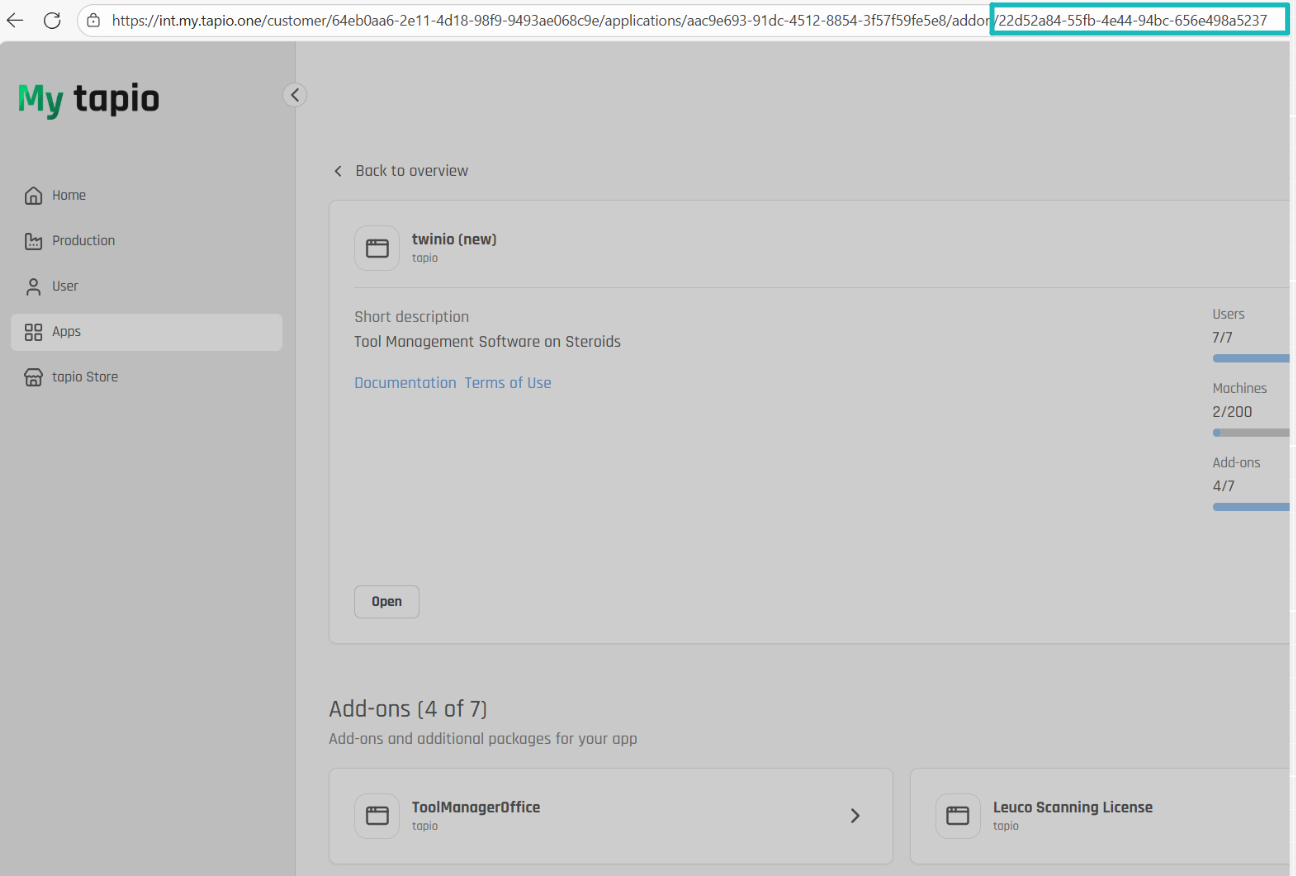 https://int.my.tapio.one/customer/64eb0aa6-2e11-4d18-98f9-9493ae068c9e/applications/aac9e693-91dc-4512-8854-3f57f59fe5e8/addon/22d52a84-55fb-4e44-94bc-656e498a5237
My tapio
Home
Production
User
Apps
tapio Store
Back to overview
twinio (new)
tapio
Short description
Tool Management Software on Steroids
Documentation Terms of Use
Users
7/7
Machines
2/200
Add-ons
4/7
Open
Add-ons (4 of 7)
Add-ons and additional packages for your app
ToolManagerOffice
tapio
Leuco Scanning License
tapio